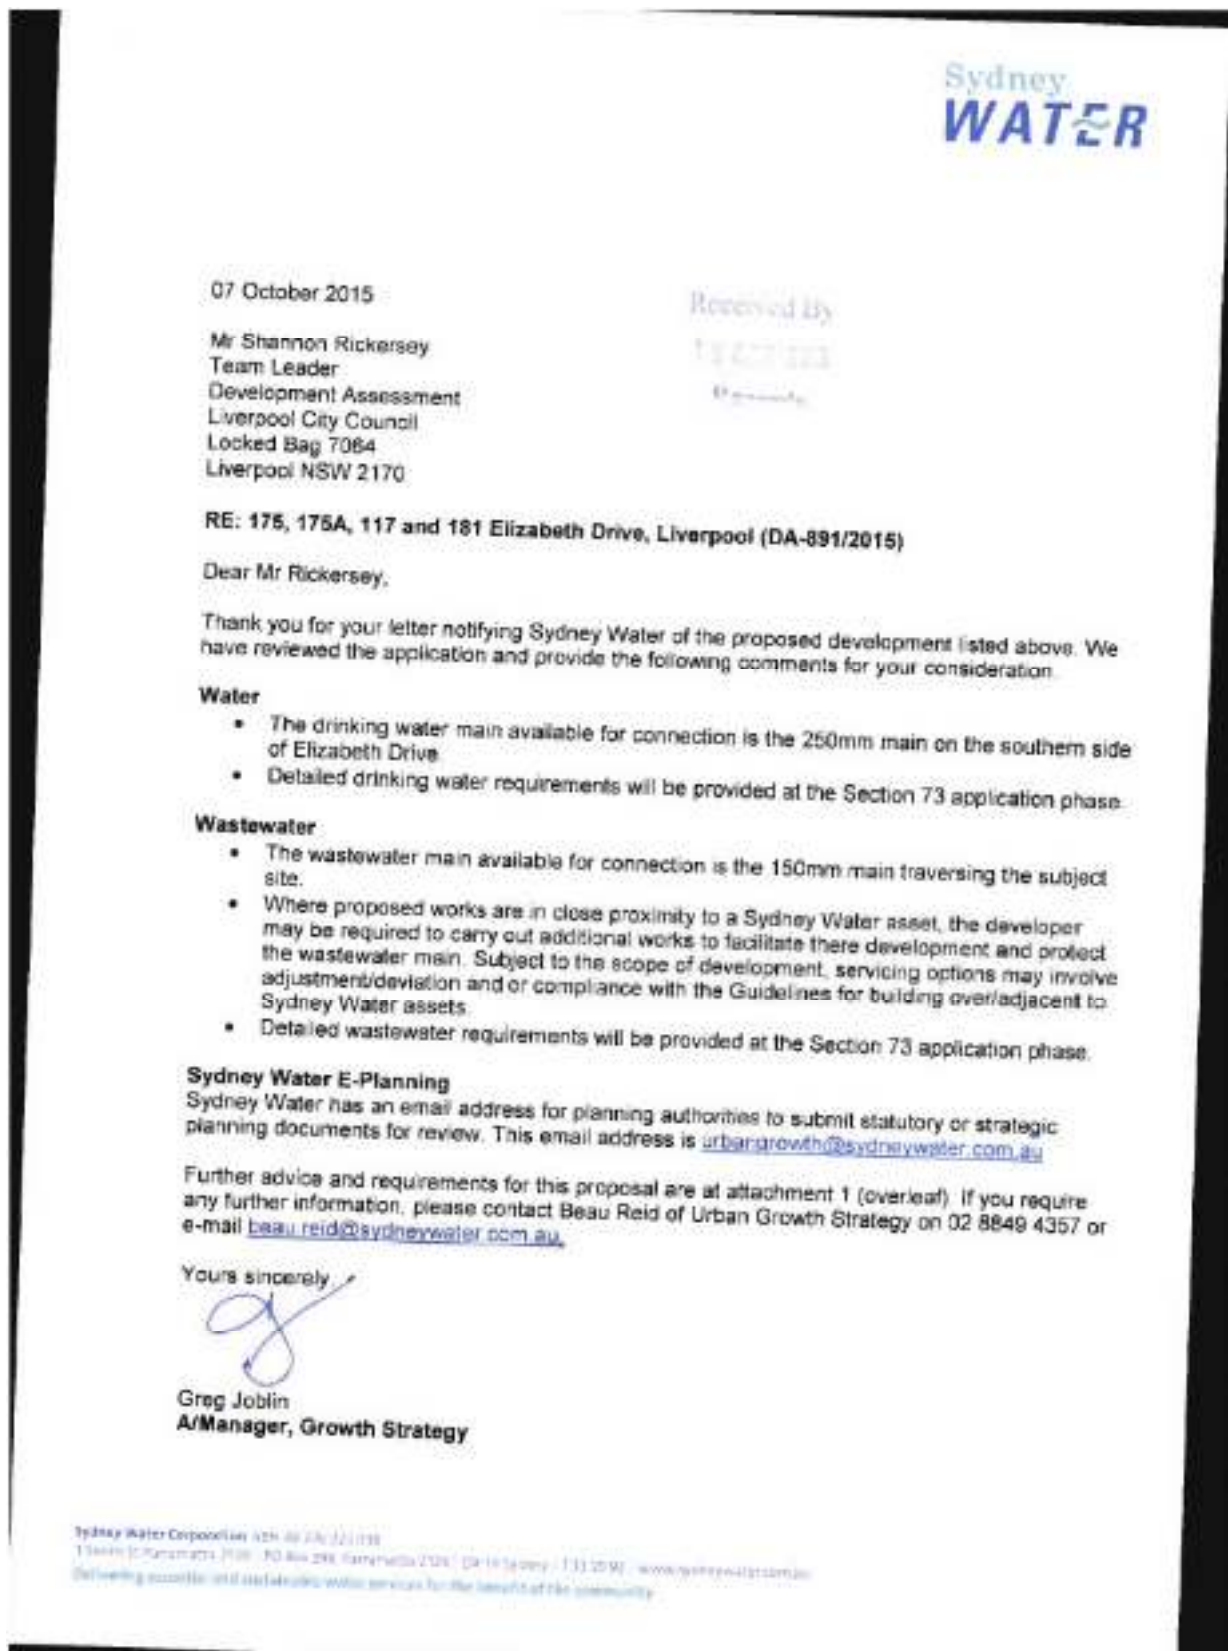 Sydney
WATER
07 October 2015
Received By
Mr Shannon Rickersey
Team Leader
Development Assessment
Liverpool City Council
Locked Bag 7064
Liverpool NSW 2170
RE: 175, 175A, 117 and 181 Elizabeth Drive, Liverpool (DA-891/2015)
Dear Mr Rickersey,
Thank you for your letter notifying Sydney Water of the proposed development listed above. We
have reviewed the application and provide the following comments for your consideration.
Water
• The drinking water main available for connection is the 250mm main on the southern side
of Elizabeth Drive
• Detailed drinking water requirements will be provided at the Section 73 application phase.
Wastewater
• The wastewater main available for connection is the 150mm main traversing the subject
site.
• Where proposed works are in close proximity to a Sydney Water asset, the developer
may be required to carry out additional works to facilitate there development and protect
the wastewater main. Subject to the scope of development, servicing options may involve
adjustment/deviation and or compliance with the Guidelines for building over/adjacent to
Sydney Water assets.
• Detailed wastewater requirements will be provided at the Section 73 application phase.
Sydney Water E-Planning
Sydney Water has an email address for planning authorities to submit statutory or strategic
planning documents for review. This email address is urbangrowth@sydneywater.com.au
Further advice and requirements for this proposal are at attachment 1 (overleaf). If you require
any further information, please contact Beau Reid of Urban Growth Strategy on 02 8849 4357 or
e-mail beau.reid@sydneywater.com.au.
Yours sincerely
Greg Joblin
A/Manager, Growth Strategy
Sydney Water Corporation
Delivering essential and sustainable water services for the benefit of the community